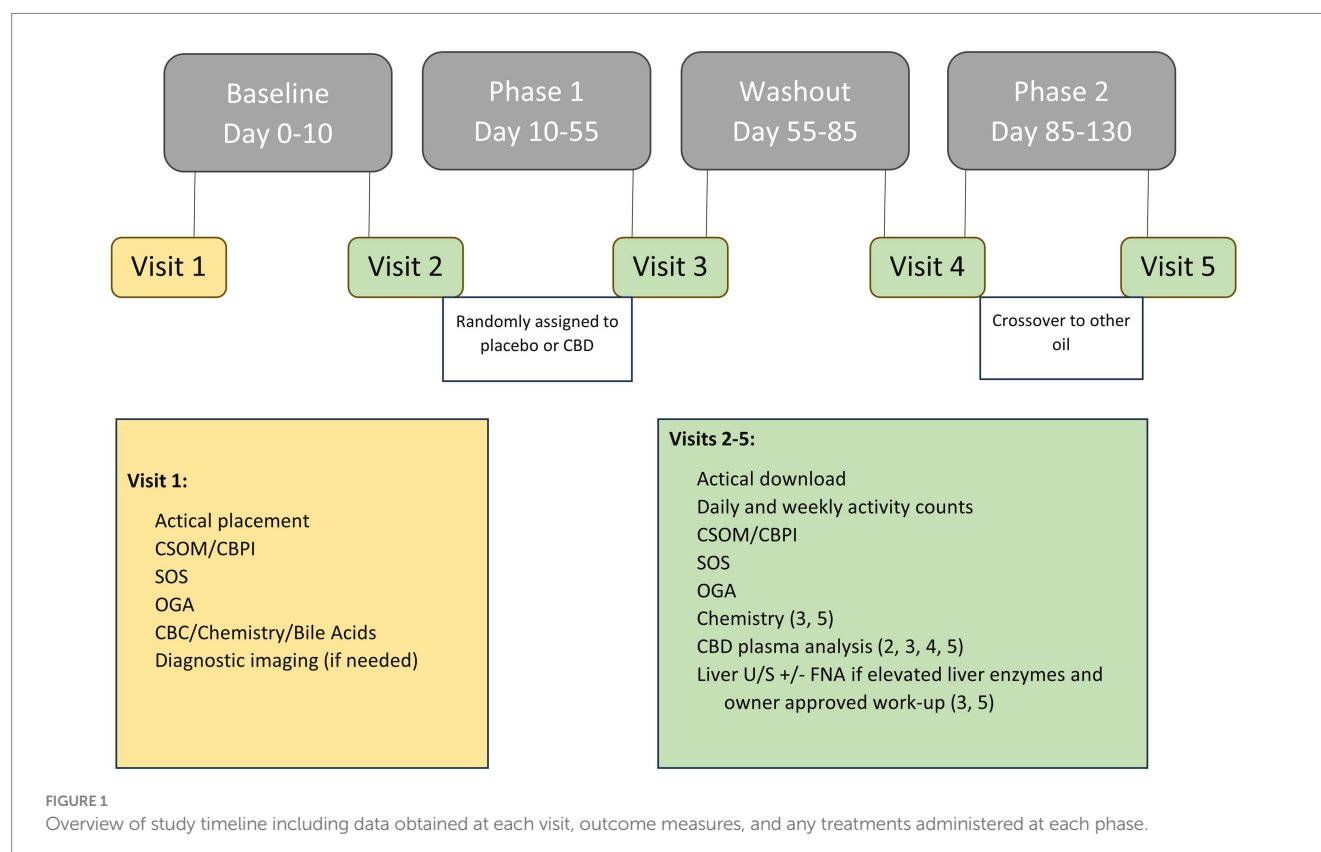 Baseline
Day 0-10
Phase 1
Day 10-55
Washout
Day 55-85
Phase 2
Day 85-130
Visit 1
Visit 2
Visit 3
Visit 4
Visit 5
Randomly assigned to
placebo or CBD
Crossover to other
oil
Visit 1:
Actical placement
CSOM/CBPI
SOS
OGA
CBC/Chemistry/Bile Acids
Diagnostic imaging (if needed)
Visits 2-5:
Actical download
Daily and weekly activity counts
CSOM/CBPI
SOS
OGA
Chemistry (3, 5)
CBD plasma analysis (2, 3, 4, 5)
Liver U/S +/- FNA if elevated liver enzymes and
owner approved work-up (3, 5)
FIGURE 1
Overview of study timeline including data obtained at each visit, outcome measures, and any treatments administered at each phase.